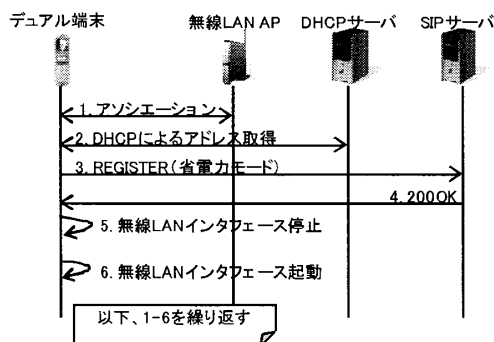 デュアル端末
無線LAN AP
DHCPサーバ
SIPサーバ
1. アソシエーション
2. DHCPによるアドレス取得
3. REGISTER(省電力モード)
4. 200OK
5. 無線LANインタフェース停止
6. 無線LANインタフェース起動
以下、1-6を繰り返す